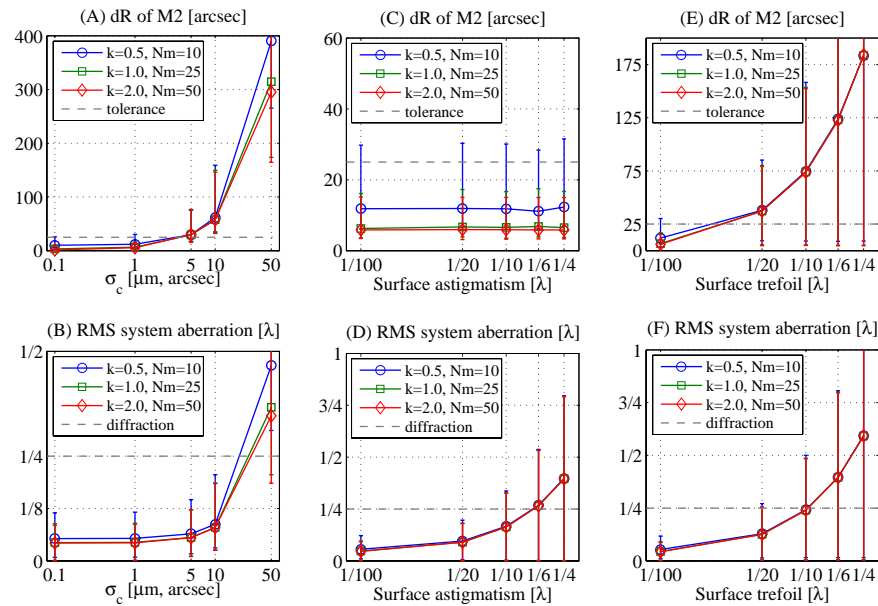 (A) dR of M2 [arcsec]
400
300
200
100
0
k=0.5, Nm=10
k=1.0, Nm=25
k=2.0, Nm=50
tolerance
0.1
1
5
10
50
σc [μm, arcsec]
(C) dR of M2 [arcsec]
60
40
20
0
k=0.5, Nm=10
k=1.0, Nm=25
k=2.0, Nm=50
tolerance
1/100
1/20
1/10
1/6
1/4
Surface astigmatism [λ]
(E) dR of M2 [arcsec]
175
125
75
25
0
k=0.5, Nm=10
k=1.0, Nm=25
k=2.0, Nm=50
tolerance
1/100
1/20
1/10
1/6
1/4
Surface trefoil [λ]
(B) RMS system aberration [λ]
1/2
1/4
1/8
0
k=0.5, Nm=10
k=1.0, Nm=25
k=2.0, Nm=50
diffraction
0.1
1
5
10
50
σc [μm, arcsec]
(D) RMS system aberration [λ]
1
3/4
1/2
1/4
0
k=0.5, Nm=10
k=1.0, Nm=25
k=2.0, Nm=50
diffraction
1/100
1/20
1/10
1/6
1/4
Surface astigmatism [λ]
(F) RMS system aberration [λ]
1
3/4
1/2
1/4
0
k=0.5, Nm=10
k=1.0, Nm=25
k=2.0, Nm=50
diffraction
1/100
1/20
1/10
1/6
1/4
Surface trefoil [λ]